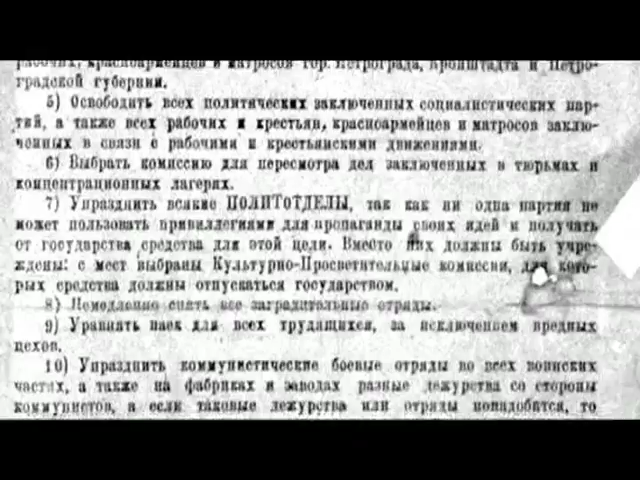 рабочих, красноармейцев и матросов гор. Петрограда, Кронштадта и Петро-
градской губернии.
5) Освободить всех политических заключенных социалистических пар-
тий, а также всех рабочих и крестьян, красноармейцев и матросов заклю-
ченных в связи с рабочими и крестьянскими движениями.
6) Выбрать комиссию для пересмотра дел заключенных в тюрьмах и
концентрационных лагерях.
7) Упразднить всякие ПОЛИТОТДЕЛЫ, так как ни одна партия не
может пользовать привиллегиями для пропаганды своих идей и получать
от государства средства для этой цели. Вместо них должны быть учре-
ждены: с мест выбраны Культурно-Просветительные комиссии, для кото-
рых средства должны отпускаться государством.
8) Немедленно снять все заградительные отряды.
9) Уравнять паек для всех трудящихся, за исключением вредных
цехов.
10) Упразднить коммунистические боевые отряды во всех воинских
частях, а также на фабриках и заводах разные дежурства со стороны
коммунистов, а если таковые дежурства или отряды понадобятся, то